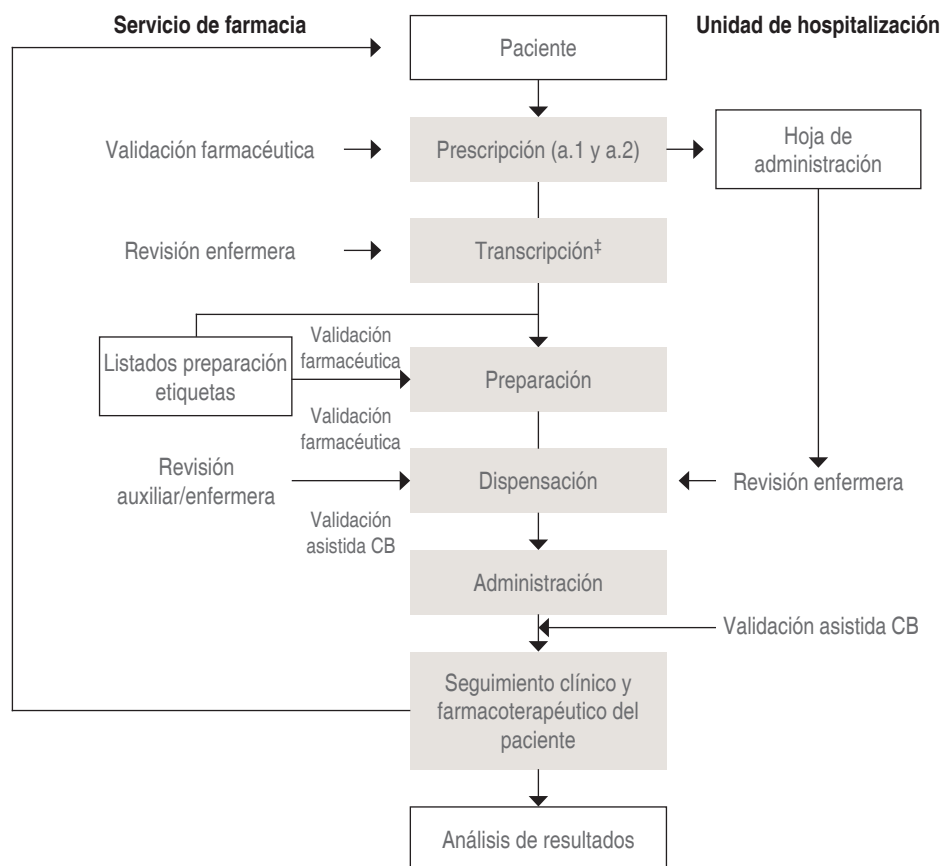 Servicio de farmacia
Unidad de hospitalización
Paciente
Validación farmacéutica
Prescripción (a.1 y a.2)
Hoja de
administración
Revisión enfermera
Transcripción‡
Validación
farmacéutica
Listados preparación
etiquetas
Preparación
Validación
farmacéutica
Revisión
auxiliar/enfermera
Dispensación
Revisión enfermera
Validación
asistida CB
Administración
Validación asistida CB
Seguimiento clínico y
farmacoterapéutico del
paciente
Análisis de resultados